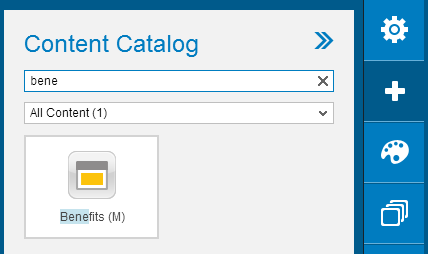 Content Catalog
bene
All Content (1)
Benefits (M)